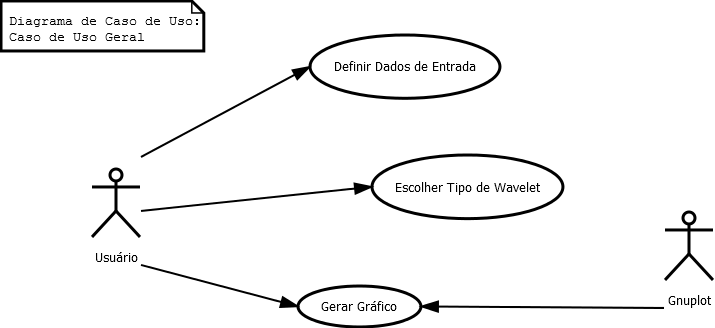 Diagrama de Caso de Uso:
Caso de Uso Geral
Definir Dados de Entrada
Escolher Tipo de Wavelet
Usuário
Gnuplot
Gerar Gráfico